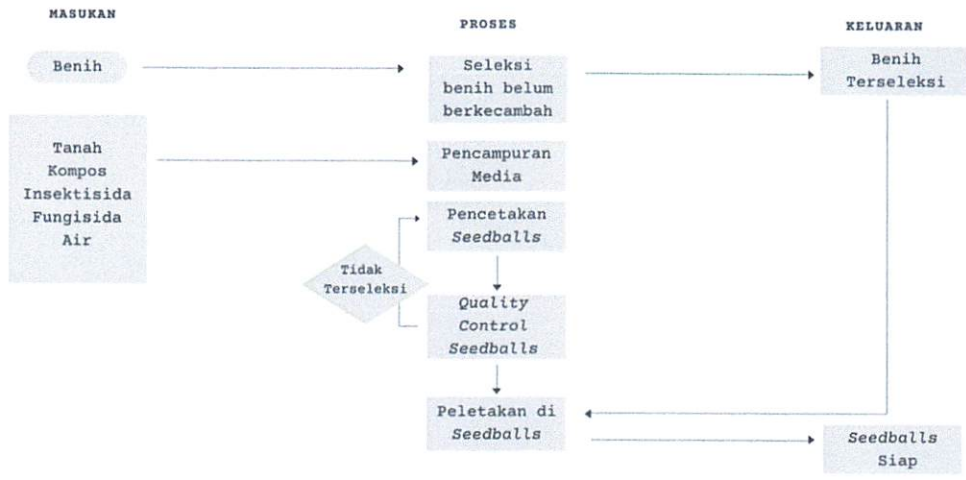 MASUKAN
PROSES
KELUARAN
Benih
Seleksi
benih belum
berkecambah
Benih
Terseleksi
Tanah
Kompos
Insektisida
Fungisida
Air
Pencampuran
Media
Pencetakan
Seedballs
Tidak
Terseleksi
Quality
Control
Seedballs
Peletakan di
Seedballs
Seedballs
Siap